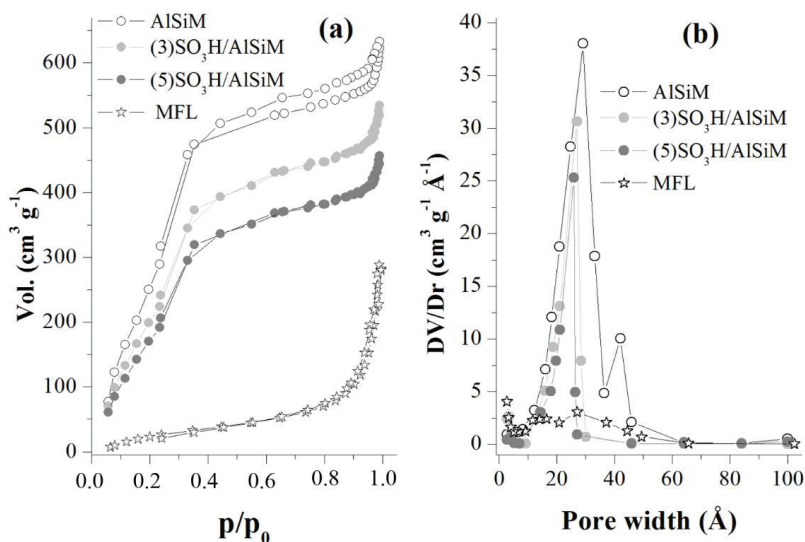 AlSiM
(3)SO3H/AlSiM
(5)SO3H/AlSiM
MFL
(a)
600
500
400
300
200
100
0
Vol. (cm³ g⁻¹)
0.0 0.2 0.4 0.6 0.8 1.0
p/p0
(b)
AlSiM
(3)SO3H/AlSiM
(5)SO3H/AlSiM
MFL
40
35
30
25
20
15
10
5
0
DV/Dr (cm³ g⁻¹ Å⁻¹)
0 20 40 60 80 100
Pore width (Å)